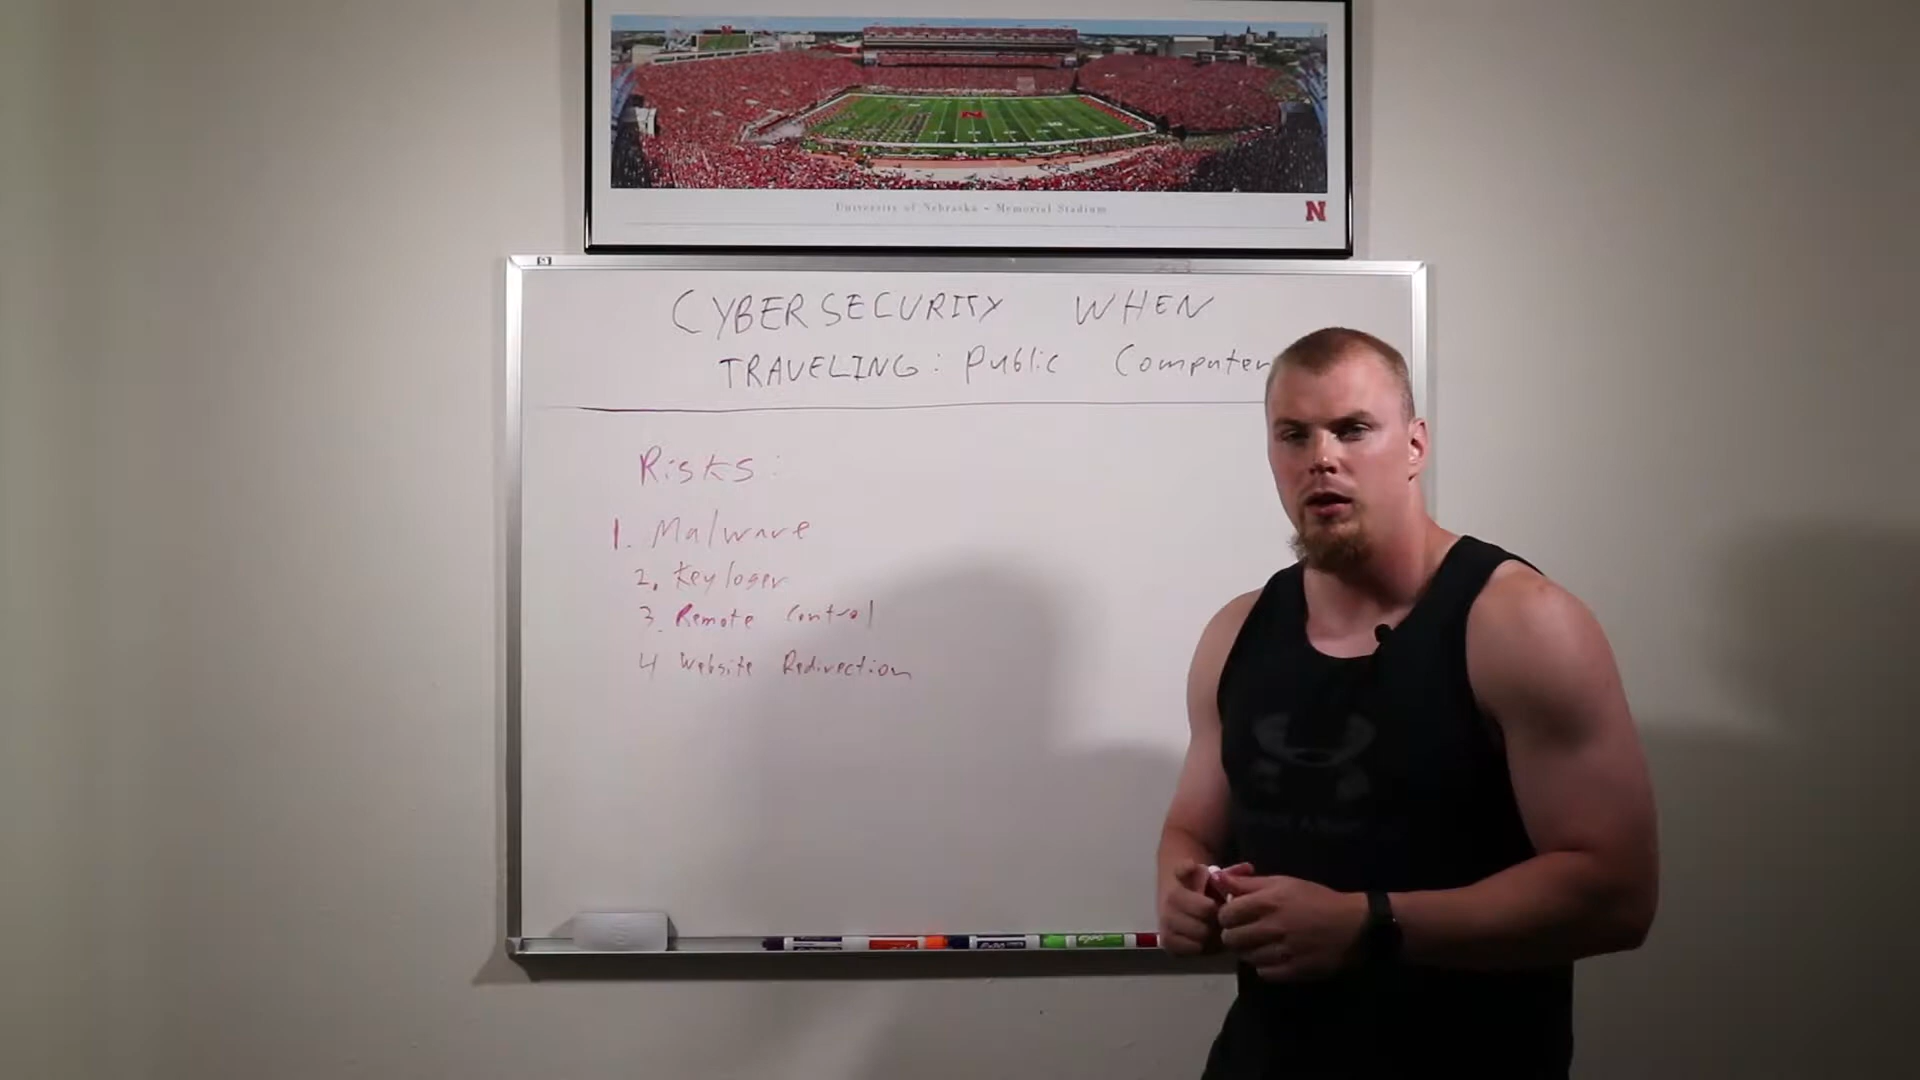 University of Nebraska - Memorial Stadium
N
CYBERSECURITY WHEN
TRAVELING: Public Computer
Risks:
1. Malware
2. Keyloger
3. Remote Control
4 Website Redirection